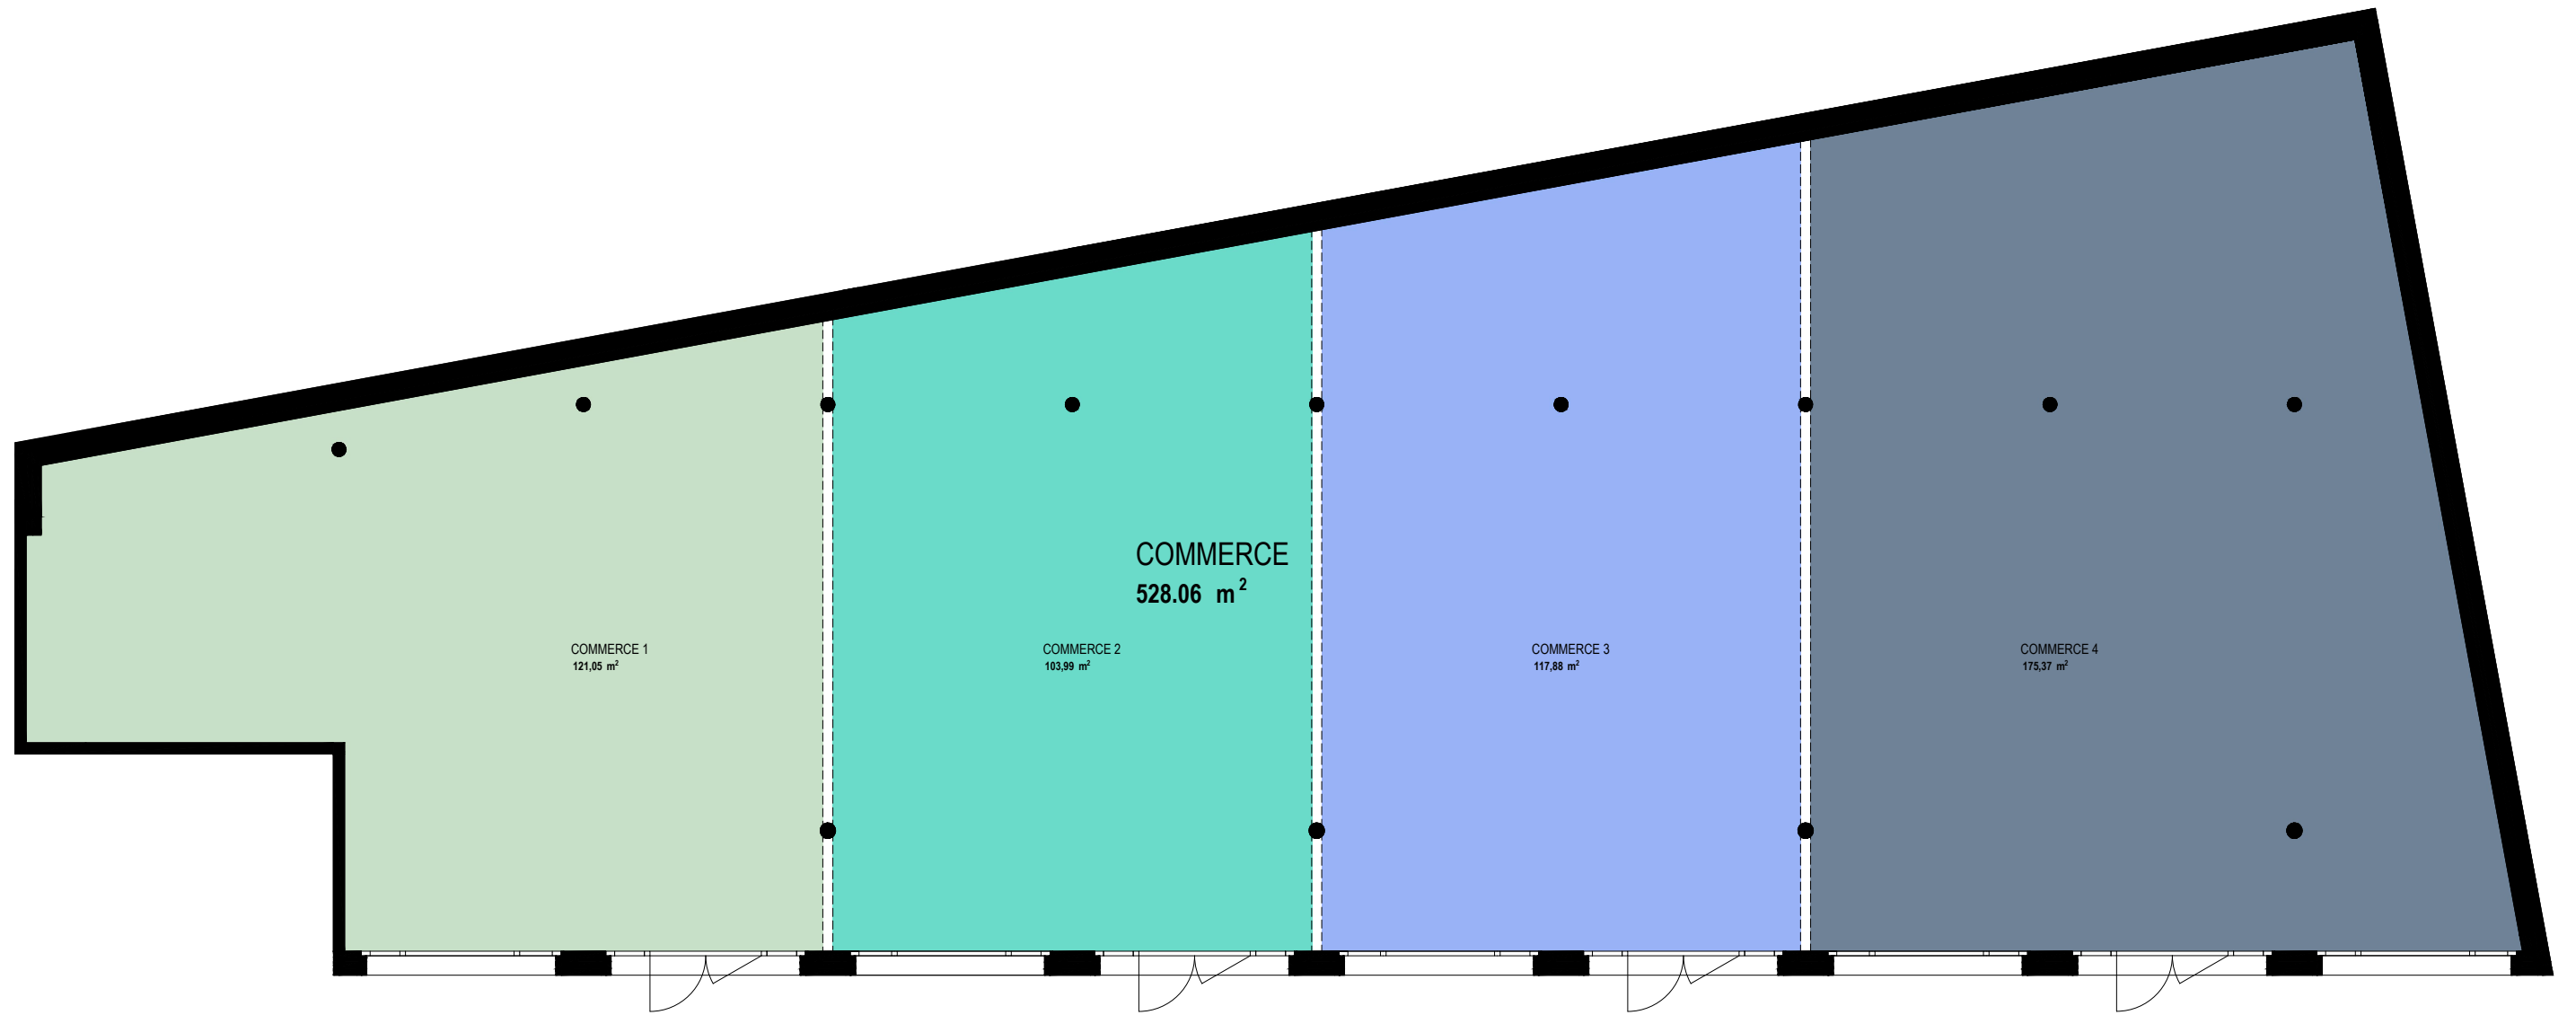 COMMERCE
528.06 m²
COMMERCE 1
121,05 m²
COMMERCE 2
103,99 m²
COMMERCE 3
117,88 m²
COMMERCE 4
175,37 m²